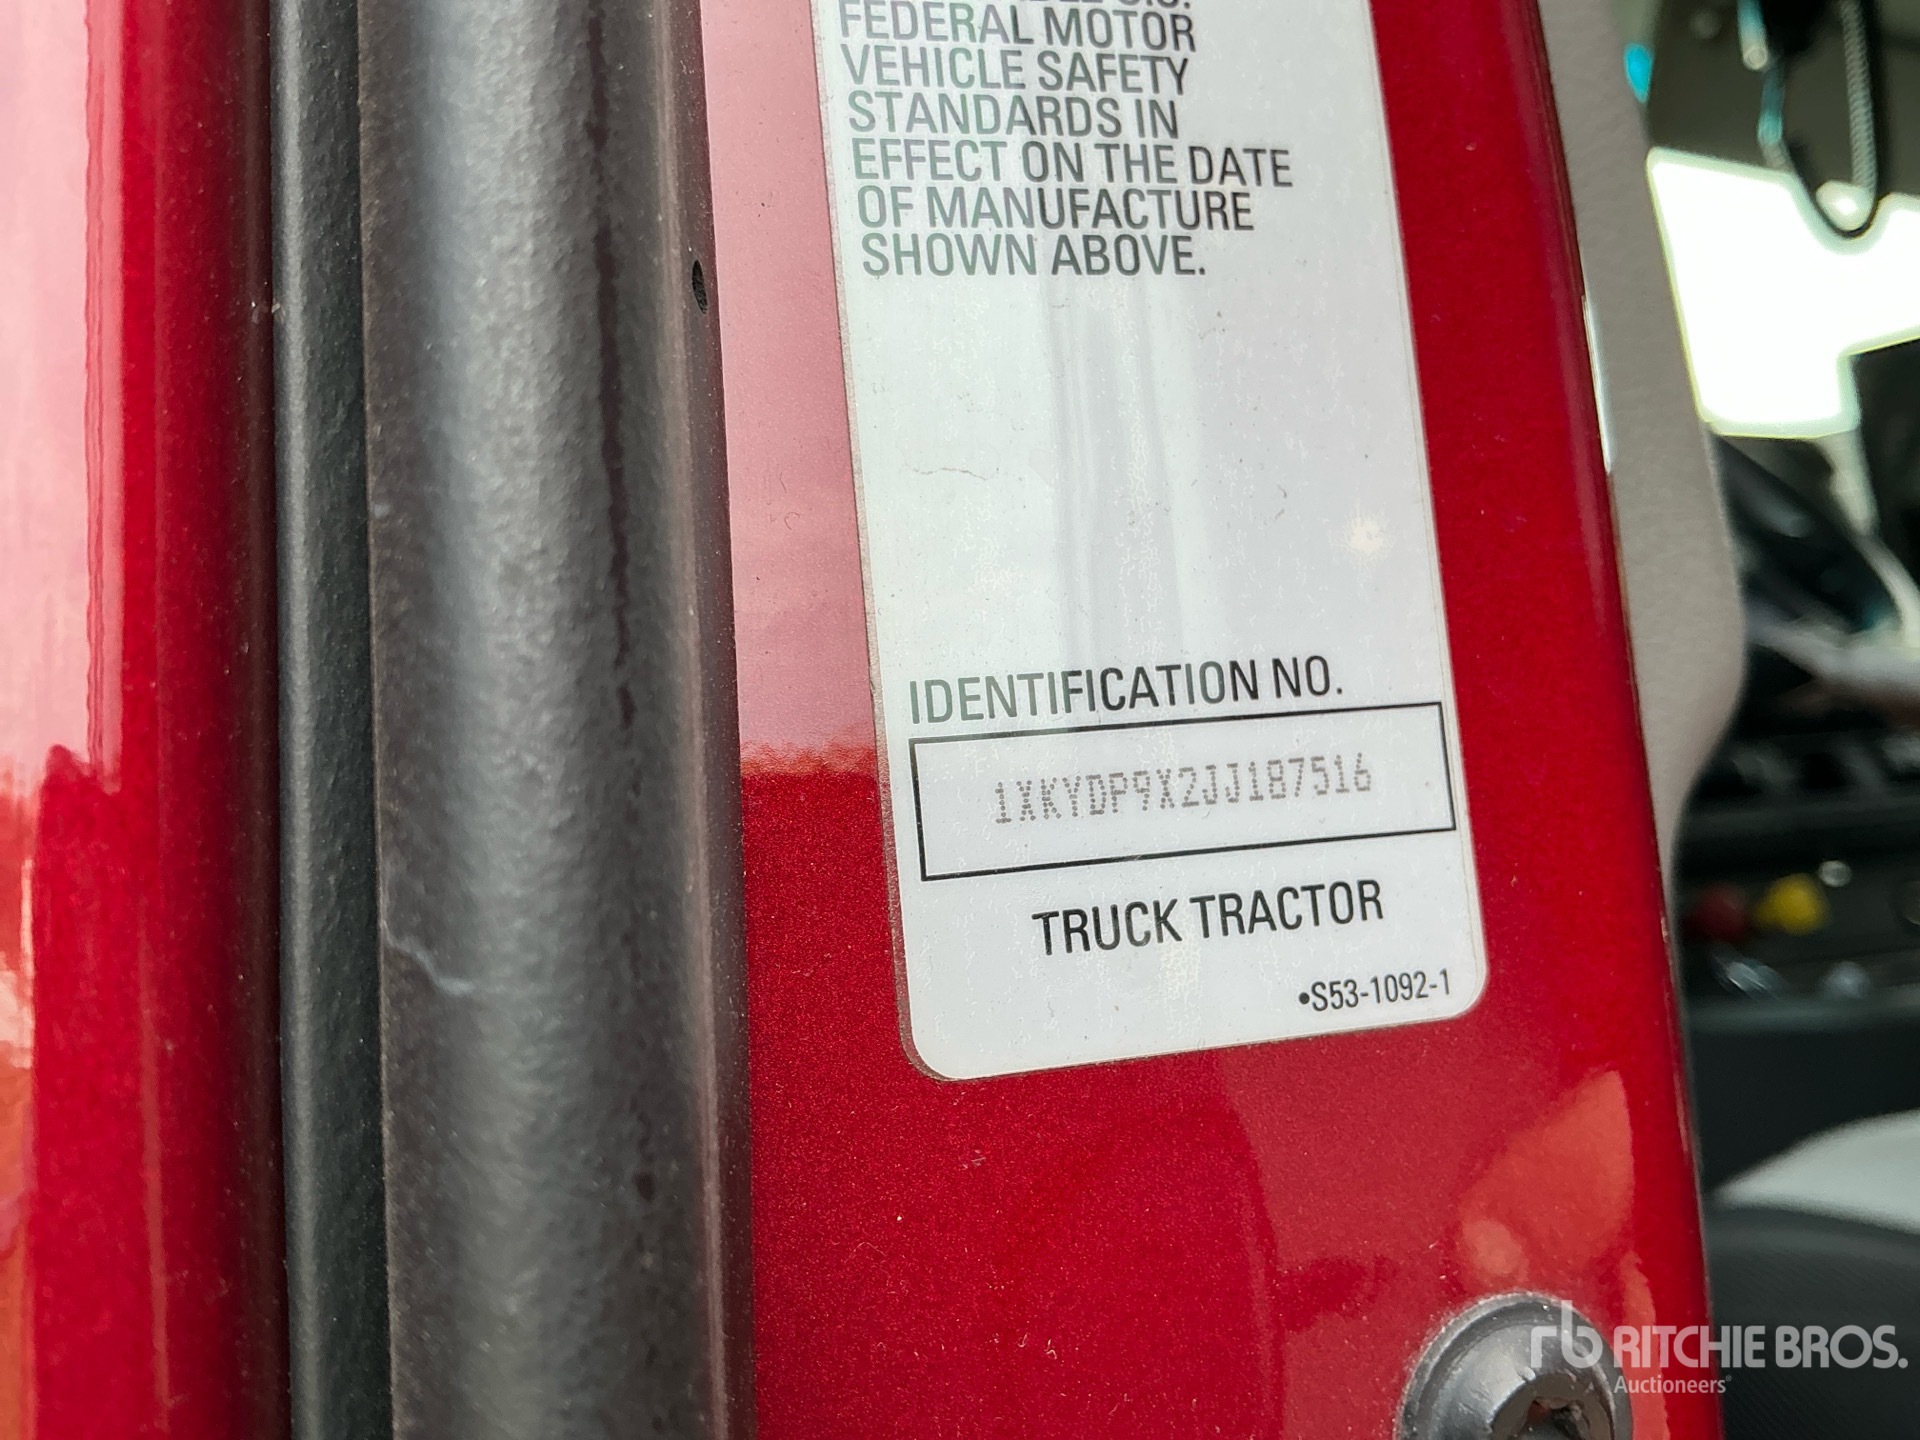 FEDERAL MOTOR
VEHICLE SAFETY
STANDARDS IN
EFFECT ON THE DATE
OF MANUFACTURE
SHOWN ABOVE.
IDENTIFICATION NO.
1XKYDP9X2JJ187516
TRUCK TRACTOR
•S53-1092-1
rb RITCHIE BROS.
Auctioneers®